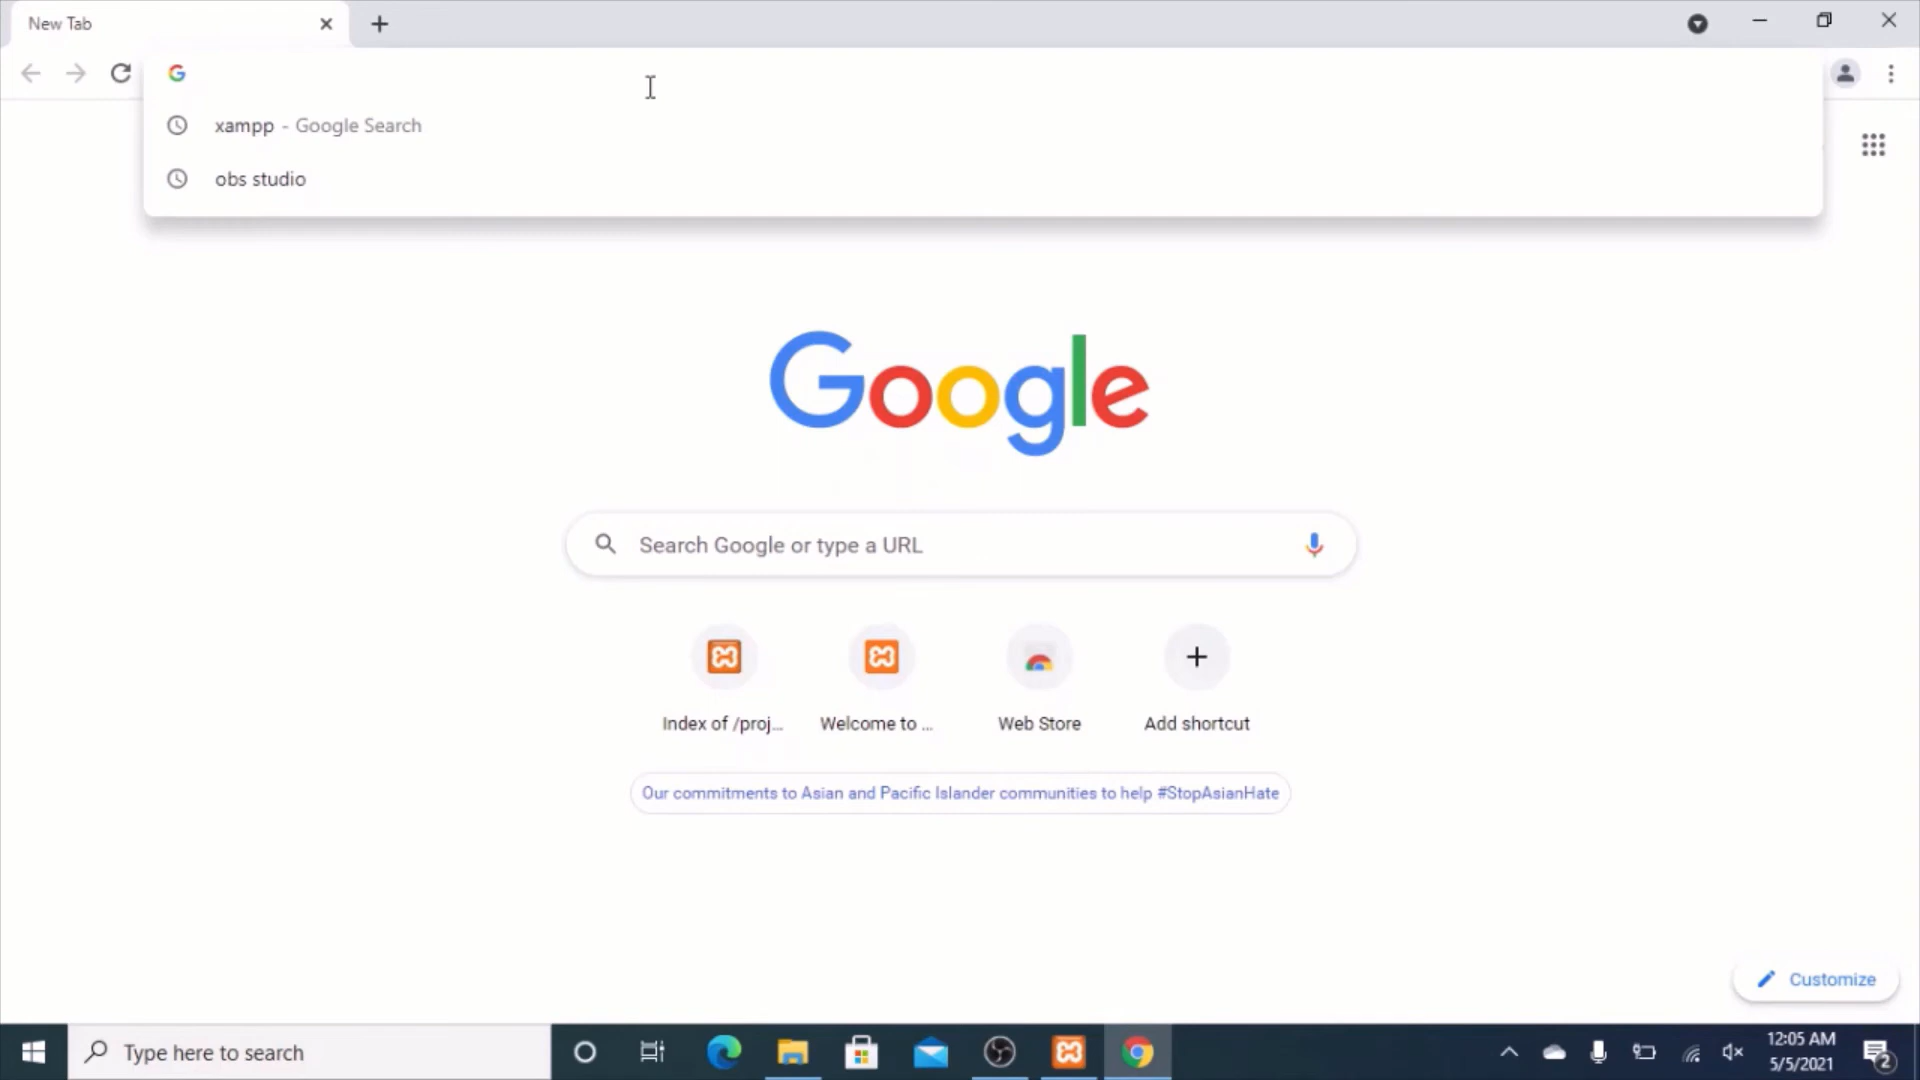 New Tab
xampp - Google Search
obs studio
Google
Search Google or type a URL
Index of /proj...
Welcome to ...
Web Store
Add shortcut
Our commitments to Asian and Pacific Islander communities to help #StopAsianHate
Customize
Type here to search
12:05 AM
5/5/2021
2